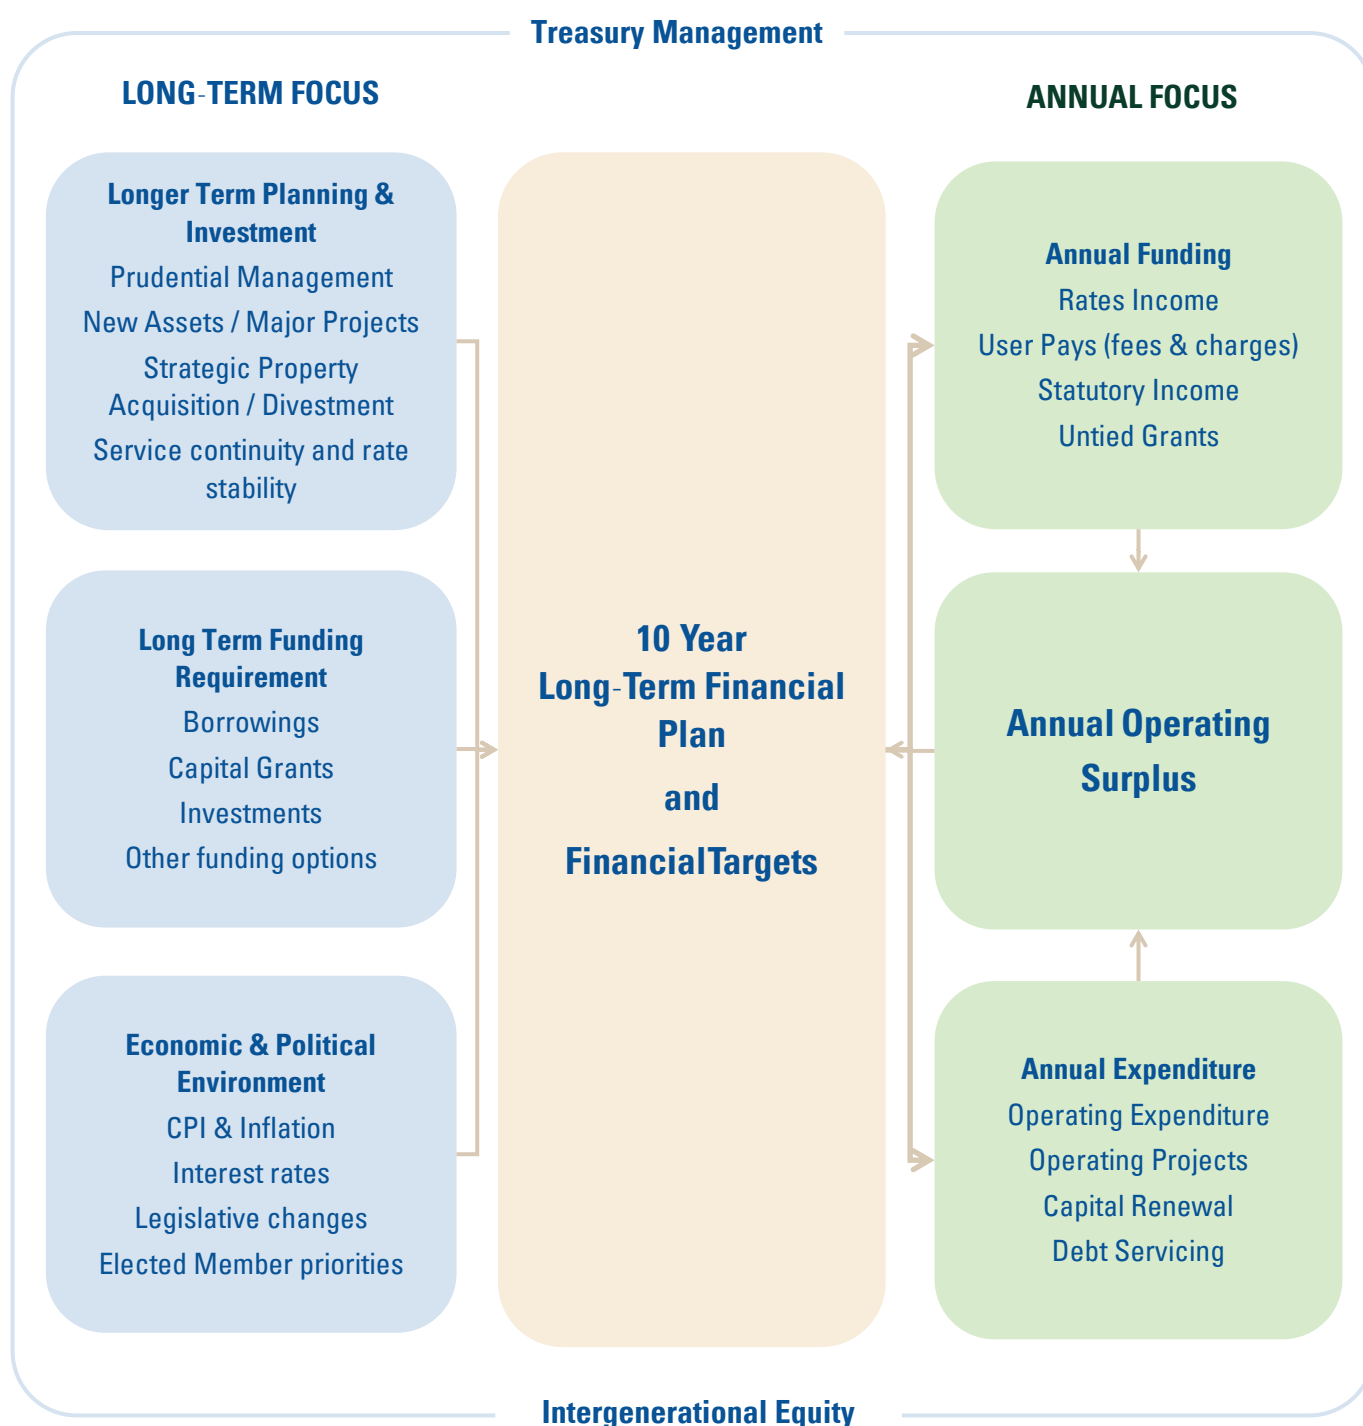 Treasury Management
LONG-TERM FOCUS
Longer Term Planning &
Investment
Prudential Management
New Assets / Major Projects
Strategic Property
Acquisition / Divestment
Service continuity and rate
stability
Long Term Funding
Requirement
Borrowings
Capital Grants
Investments
Other funding options
Economic & Political
Environment
CPI & Inflation
Interest rates
Legislative changes
Elected Member priorities
10 Year
Long-Term Financial
Plan
and
Financial Targets
ANNUAL FOCUS
Annual Funding
Rates Income
User Pays (fees & charges)
Statutory Income
Untied Grants
Annual Operating
Surplus
Annual Expenditure
Operating Expenditure
Operating Projects
Capital Renewal
Debt Servicing
Intergenerational Equity